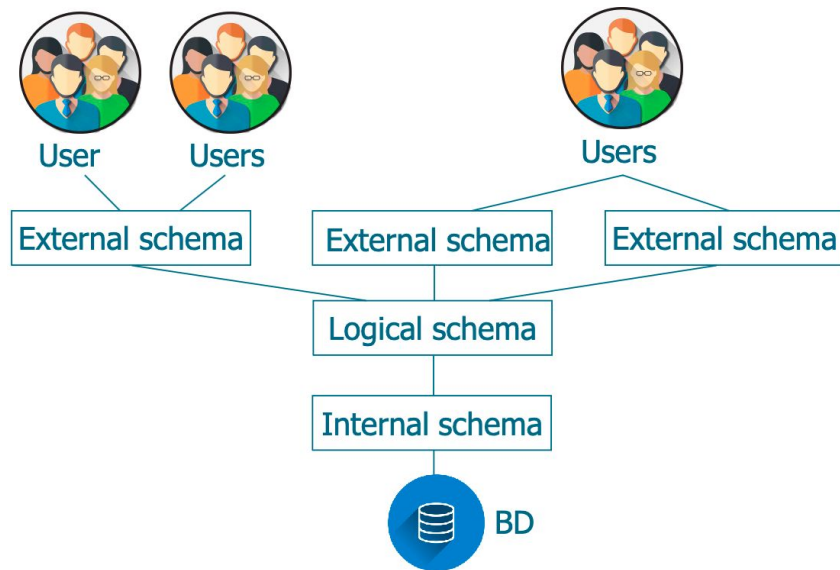 User
Users
Users
External schema
External schema
External schema
Logical schema
Internal schema
BD